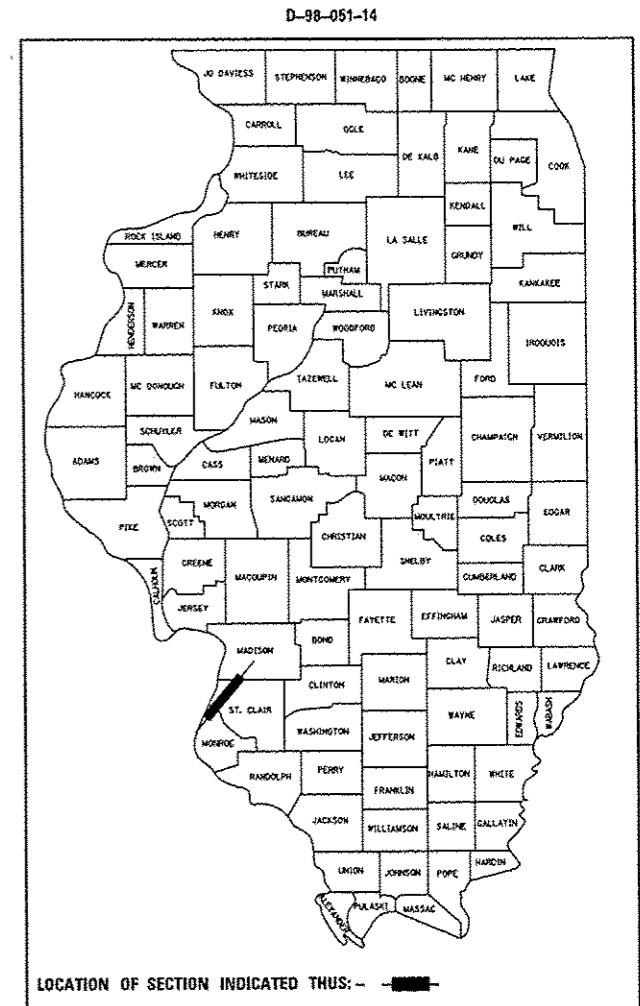 D-98-051-14
JO DAVIESS STEPHENSON WINNEBAGO BOONE MC HENRY LAKE
CARROLL OGLE DE KALB KANE DU PAGE COOK
WHITESIDE LEE
KENDALL
ROCK ISLAND HENRY BUREAU LA SALLE GRUNDY WILL
MERCER PUTNAM KANKAKEE
STARK MARSHALL
HENDERSON WARREN KNOX PEORIA WOODFORD LIVINGSTON IROQUOIS
HANCOCK MC DONOUGH FULTON TAZEWELL MC LEAN FORD
MASON
SCHUYLER LOGAN DE WITT CHAMPAIGN VERMILION
ADAMS BROWN CASS MENARD MACON PIATT
MORGAN SANGAMON DOUGLAS EDGAR
PIKE SCOTT CHRISTIAN MOULTRIE COLES
GREENE SHELBY CLARK
CALHOUN MACOUPIN MONTGOMERY CUMBERLAND
JERSEY FAYETTE EFFINGHAM JASPER CRAWFORD
MADISON BOND CLAY RICHLAND LAWRENCE
CLINTON MARION
ST. CLAIR WAYNE EDWARDS WABASH
MONROE WASHINGTON JEFFERSON
RANDOLPH PERRY HAMILTON WHITE
FRANKLIN
JACKSON WILLIAMSON SALINE GALLATIN
UNION JOHNSON POPE HARDIN
ALEXANDER PULASKI MASSAC
LOCATION OF SECTION INDICATED THUS: -